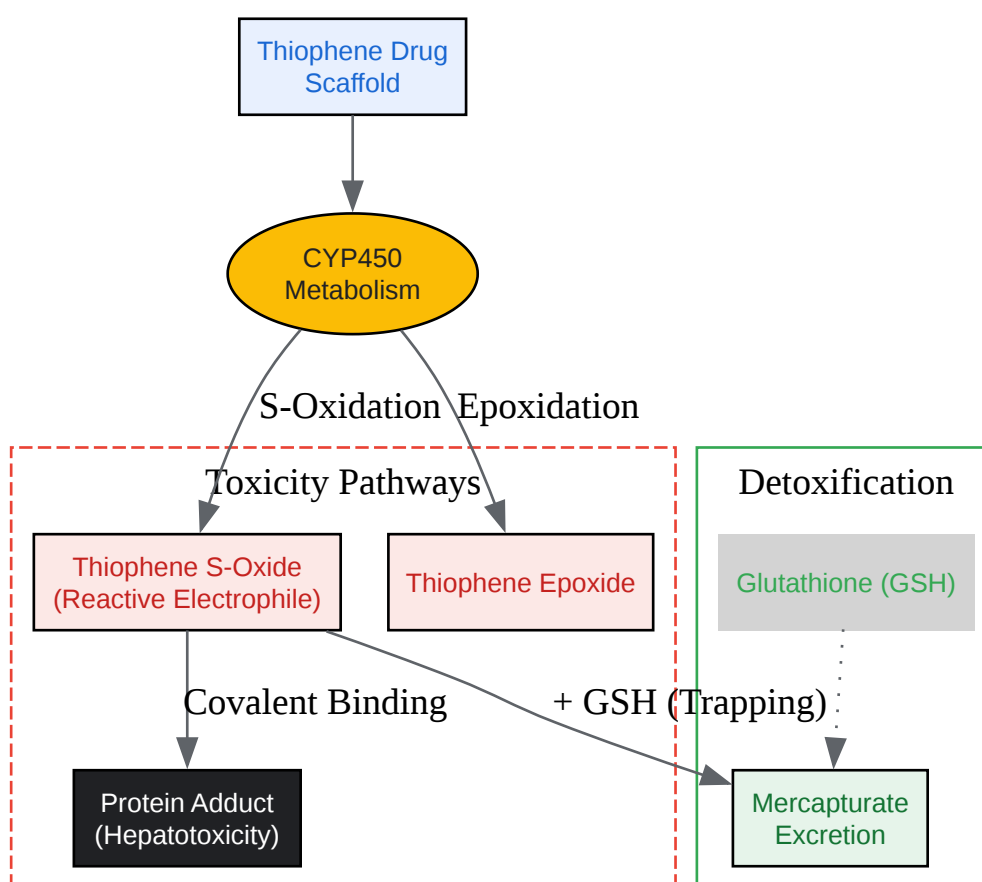 Thiophene Drug
Scaffold
CYP450
Metabolism
S-Oxidation
Epoxidation
Toxicity Pathways
Detoxification
Thiophene S-Oxide
(Reactive Electrophile)
Thiophene Epoxide
Glutathione (GSH)
Covalent Binding
+ GSH (Trapping)
Protein Adduct
(Hepatotoxicity)
Mercapturate
Excretion